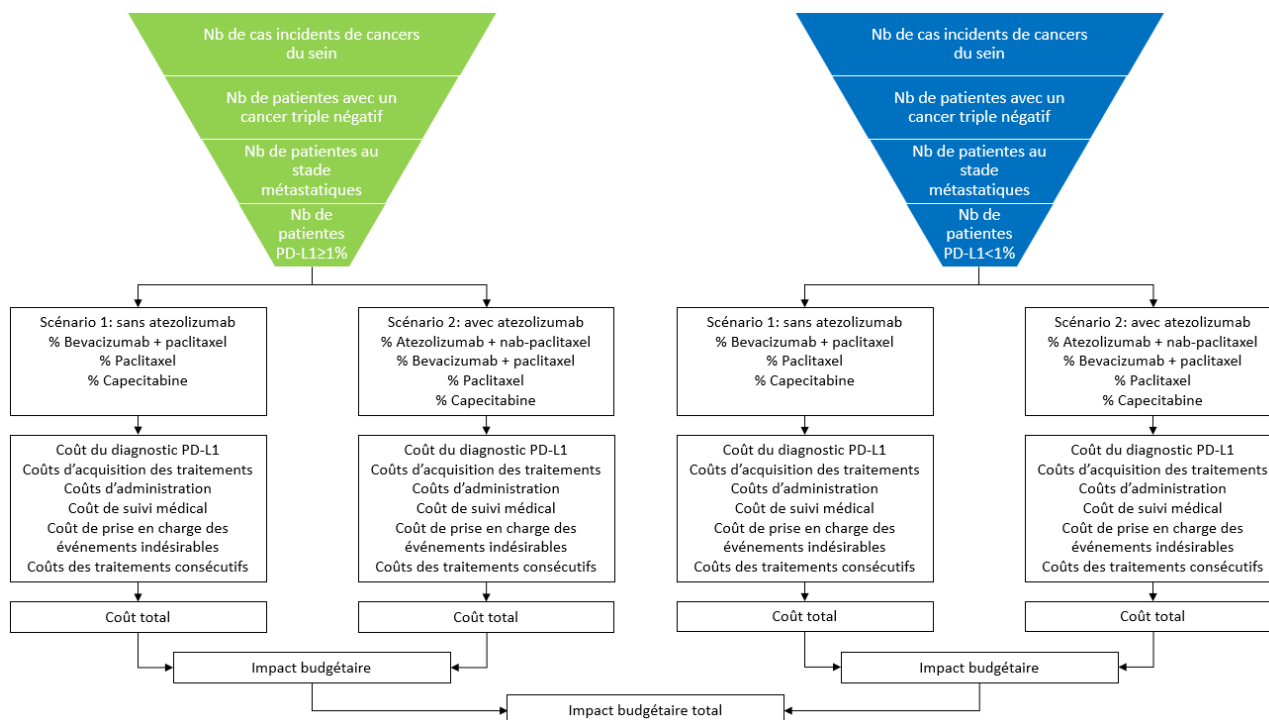 Nb de cas incidents de cancers
du sein
Nb de patientes avec un
cancer triple négatif
Nb de patientes au
stade
métastatiques
Nb de
patientes
PD-L1≥1%
Scénario 1: sans atezolizumab
% Bevacizumab + paclitaxel
% Paclitaxel
% Capecitabine
Scénario 2: avec atezolizumab
% Atezolizumab + nab-paclitaxel
% Bevacizumab + paclitaxel
% Paclitaxel
% Capecitabine
Coût du diagnostic PD-L1
Coûts d’acquisition des traitements
Coûts d’administration
Coût de suivi médical
Coût de prise en charge des
événements indésirables
Coûts des traitements consécutifs
Coût du diagnostic PD-L1
Coûts d’acquisition des traitements
Coûts d’administration
Coût de suivi médical
Coût de prise en charge des
événements indésirables
Coûts des traitements consécutifs
Coût total
Coût total
Impact budgétaire
Nb de cas incidents de cancers
du sein
Nb de patientes avec un
cancer triple négatif
Nb de patientes au
stade
métastatiques
Nb de
patientes
PD-L1<1%
Scénario 1: sans atezolizumab
% Bevacizumab + paclitaxel
% Paclitaxel
% Capecitabine
Scénario 2: avec atezolizumab
% Atezolizumab + nab-paclitaxel
% Bevacizumab + paclitaxel
% Paclitaxel
% Capecitabine
Coût du diagnostic PD-L1
Coûts d’acquisition des traitements
Coûts d’administration
Coût de suivi médical
Coût de prise en charge des
événements indésirables
Coûts des traitements consécutifs
Coût du diagnostic PD-L1
Coûts d’acquisition des traitements
Coûts d’administration
Coût de suivi médical
Coût de prise en charge des
événements indésirables
Coûts des traitements consécutifs
Coût total
Coût total
Impact budgétaire
Impact budgétaire total